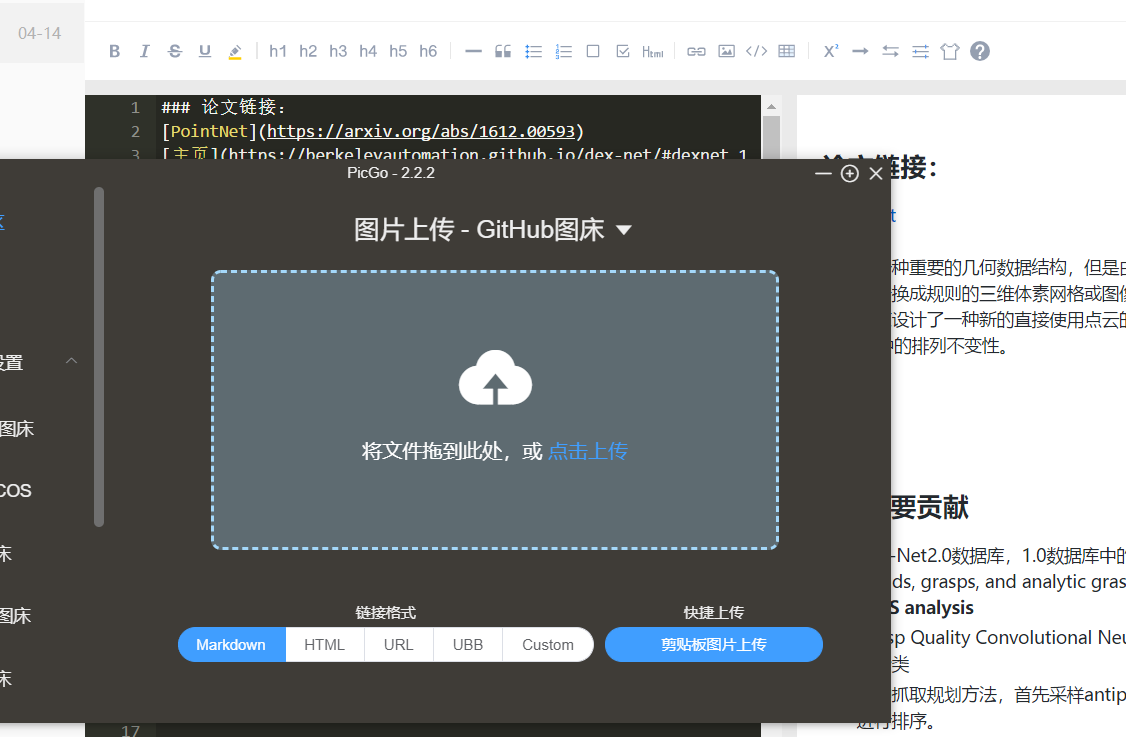 04-14
B I S U h1 h2 h3 h4 h5 h6 Html X²
1 ### 论文链接：
2 [PointNet](https://arxiv.org/abs/1612.00593)
3 [主页](https://berkeleyautomation.github.io/dex-net/#dexnet_1
17
PicGo - 2.2.2
图片上传 - GitHub图床
将文件拖到此处，或 点击上传
链接格式
Markdown HTML URL UBB Custom
快捷上传
剪贴板图片上传
设置
图床
COS
床
图床
床
论文链接：
t
种重要的几何数据结构，但是由
换成规则的三维体素网格或图像
设计了一种新的直接使用点云的
中的排列不变性。
要贡献
-Net2.0数据库，1.0数据库中的
ds, grasps, and analytic gras
S analysis
sp Quality Convolutional Neu
类
抓取规划方法，首先采样antip
进行排序。